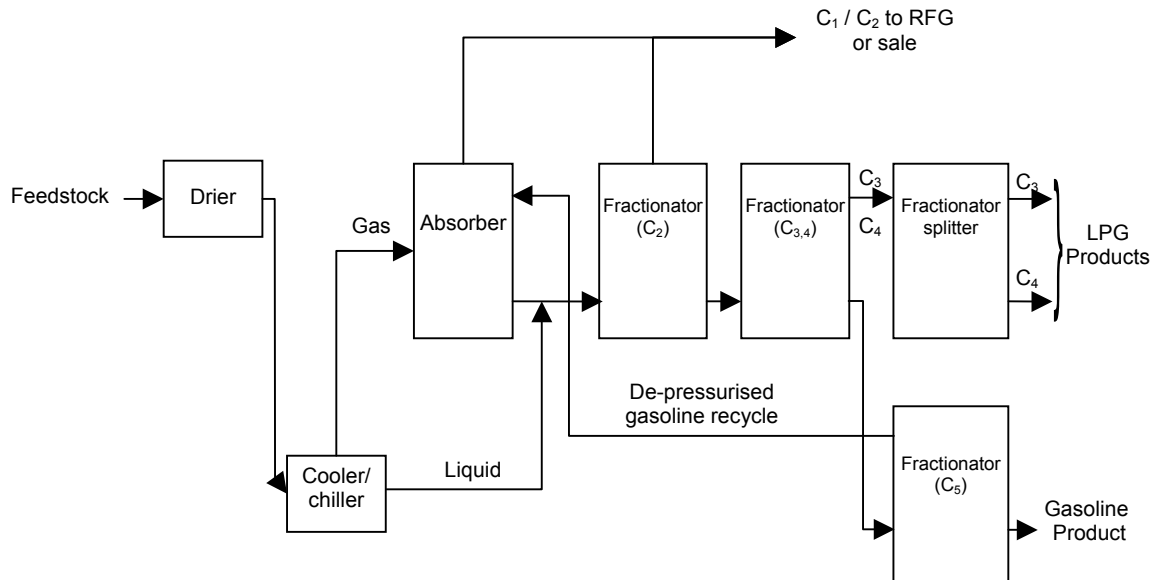 C₁ / C₂ to RFG
or sale
Feedstock
Drier
Gas
Absorber
Fractionator
(C₂)
Fractionator
(C₃,₄)
C₃
C₄
Fractionator
splitter
C₃
C₄
LPG
Products
De-pressurised
gasoline recycle
Cooler/
chiller
Liquid
Fractionator
(C₅)
Gasoline
Product